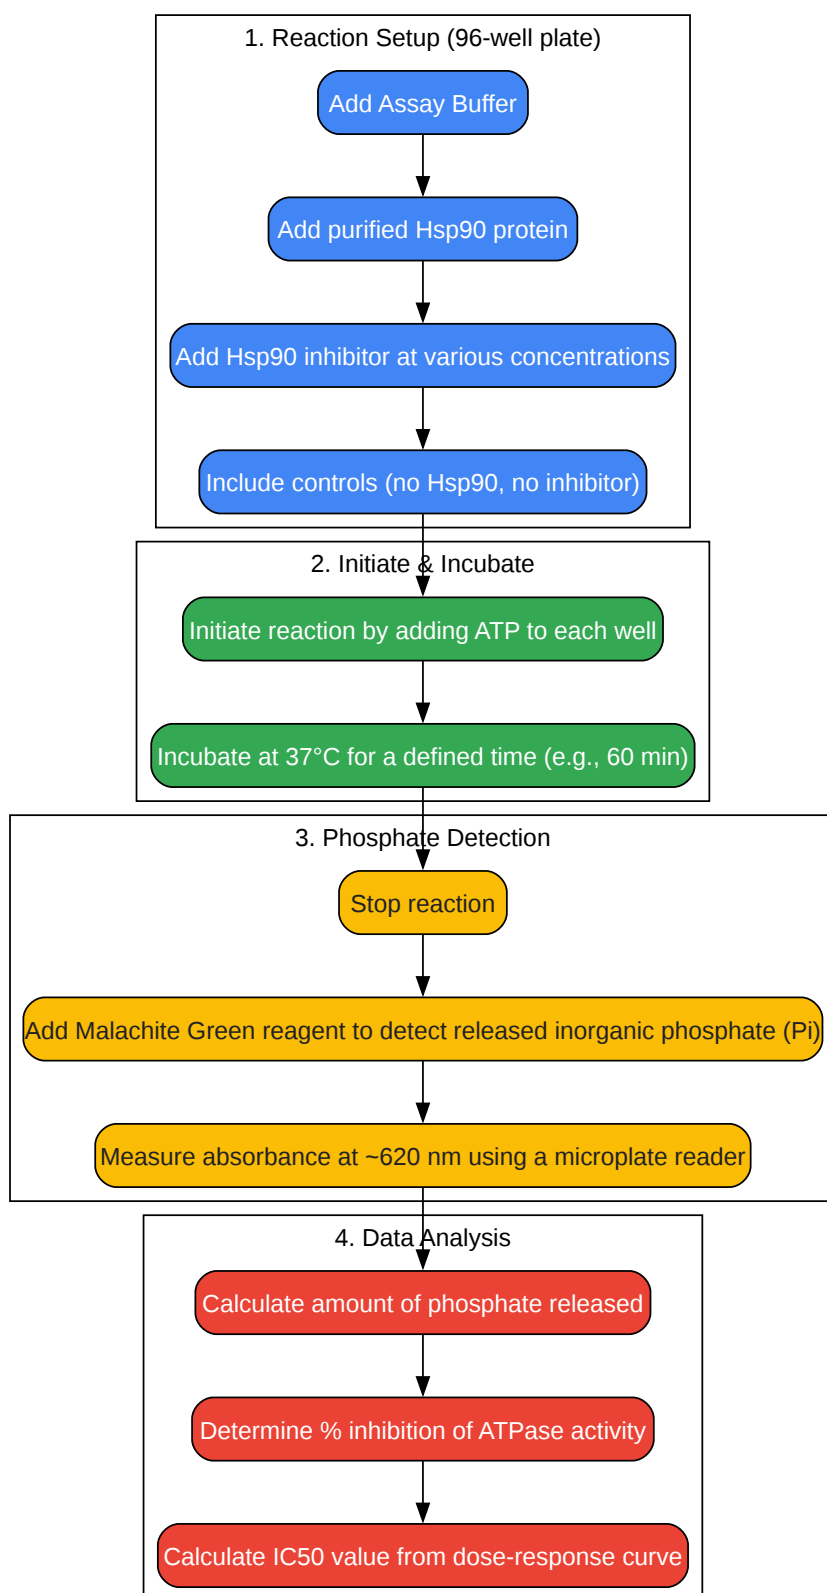 1. Reaction Setup (96-well plate)
Add Assay Buffer
Add purified Hsp90 protein
Add Hsp90 inhibitor at various concentrations
Include controls (no Hsp90, no inhibitor)
2. Initiate & Incubate
Initiate reaction by adding ATP to each well
Incubate at 37°C for a defined time (e.g., 60 min)
3. Phosphate Detection
Stop reaction
Add Malachite Green reagent to detect released inorganic phosphate (Pi)
Measure absorbance at ~620 nm using a microplate reader
4. Data Analysis
Calculate amount of phosphate released
Determine % inhibition of ATPase activity
Calculate IC50 value from dose-response curve